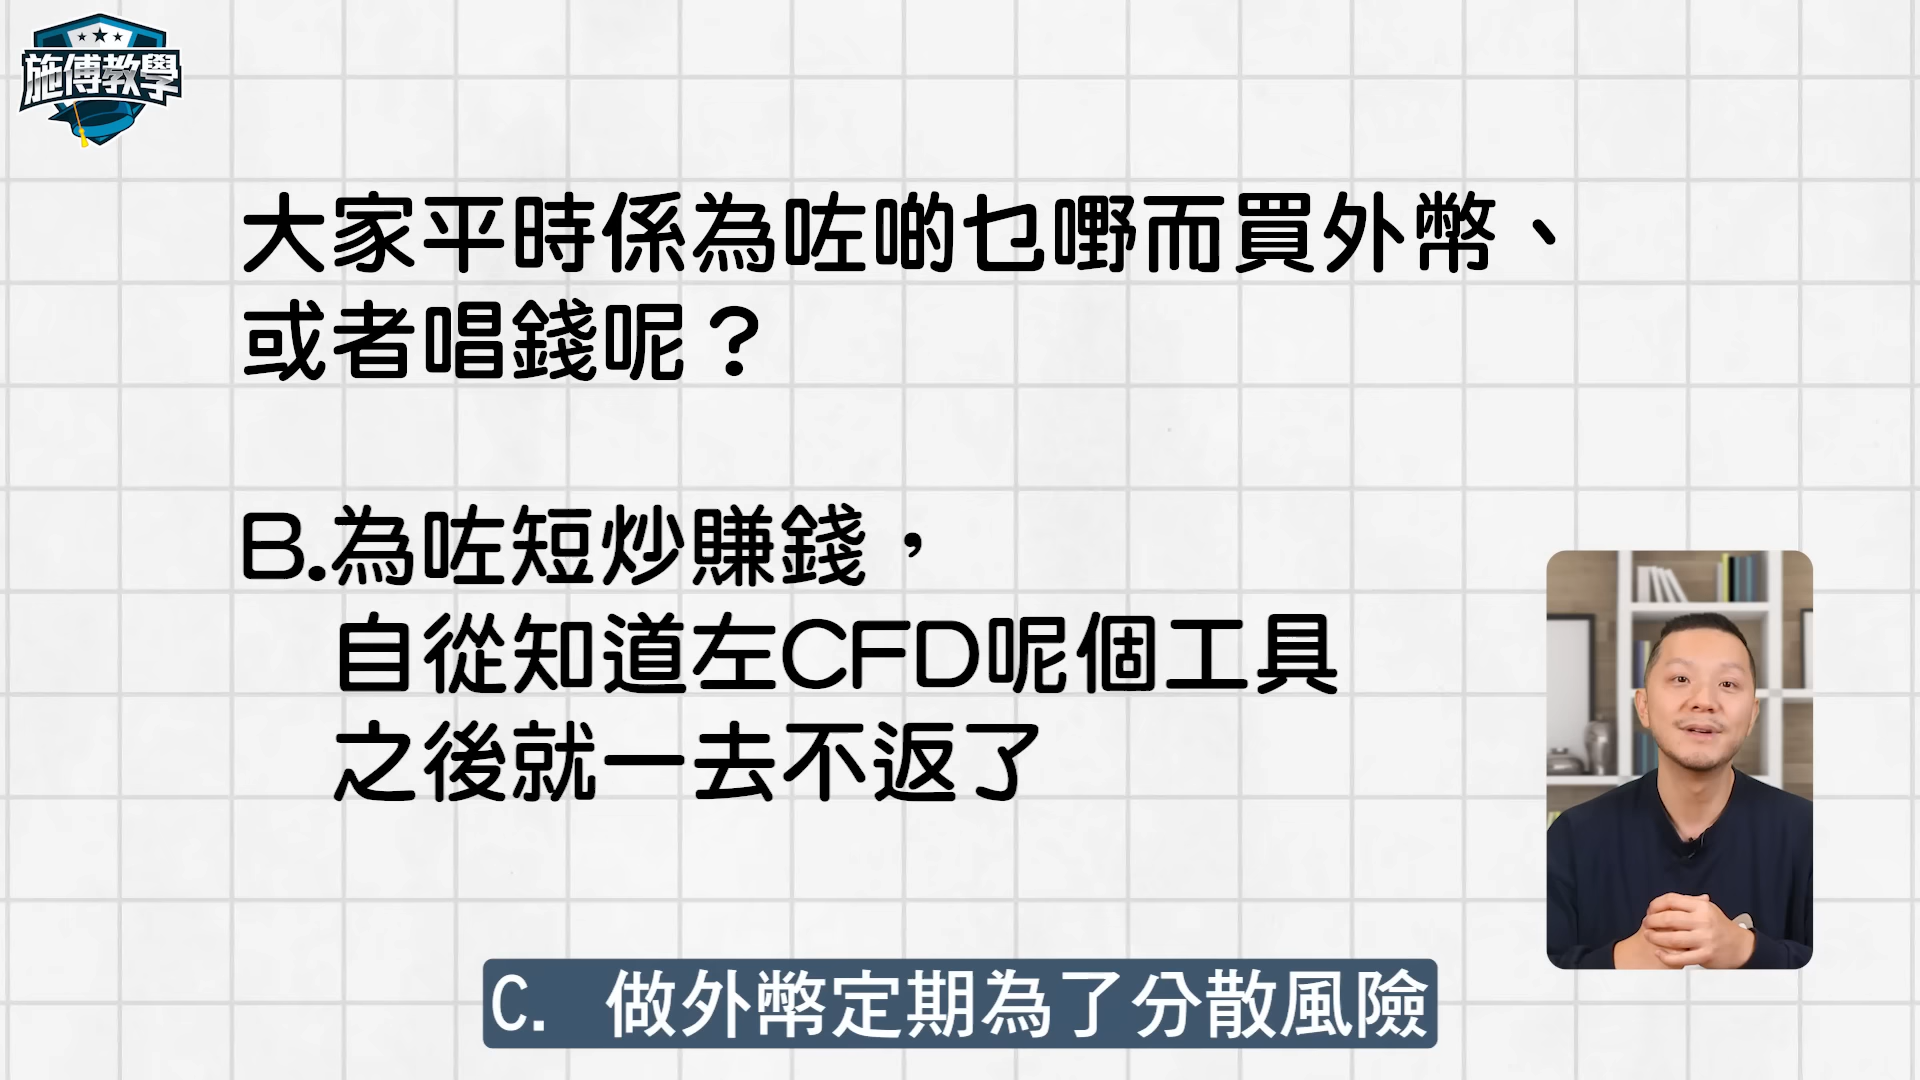 施傅教學
大家平時係為咗啲乜嘢而買外幣、
或者唱錢呢？
B.為咗短炒賺錢，
自從知道左CFD呢個工具
之後就一去不返了
C. 做外幣定期為了分散風險